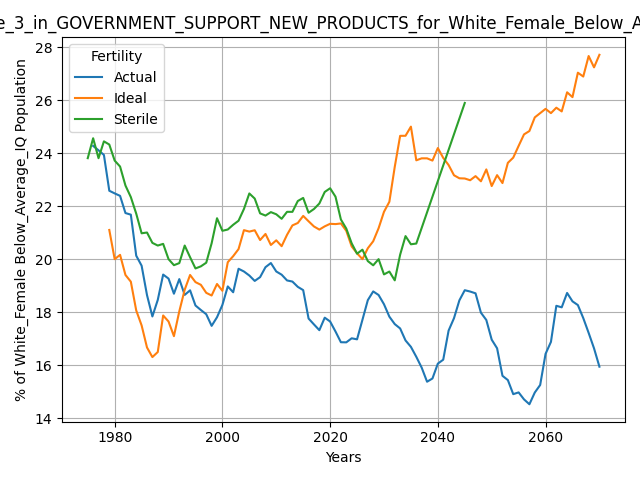 e_3_in_GOVERNMENT_SUPPORT_NEW_PRODUCTS_for_White_Female_Below_A
Fertility
Actual
Ideal
Sterile
% of White_Female Below_Average_IQ Population
28
26
24
22
20
18
16
14
1980
2000
2020
2040
2060
Years